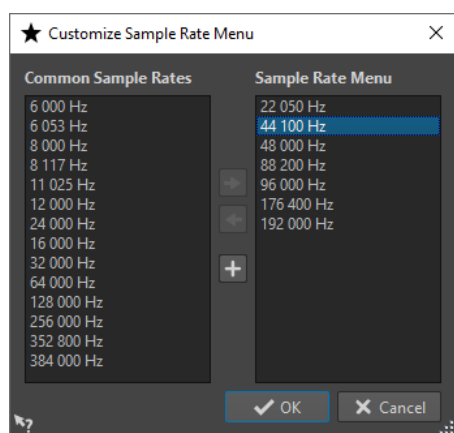 Customize Sample Rate Menu
Common Sample Rates
6 000 Hz
6 053 Hz
8 000 Hz
8 117 Hz
11 025 Hz
12 000 Hz
24 000 Hz
16 000 Hz
32 000 Hz
64 000 Hz
128 000 Hz
256 000 Hz
352 800 Hz
384 000 Hz
Sample Rate Menu
22 050 Hz
44 100 Hz
48 000 Hz
88 200 Hz
96 000 Hz
176 400 Hz
192 000 Hz
OK
Cancel
?